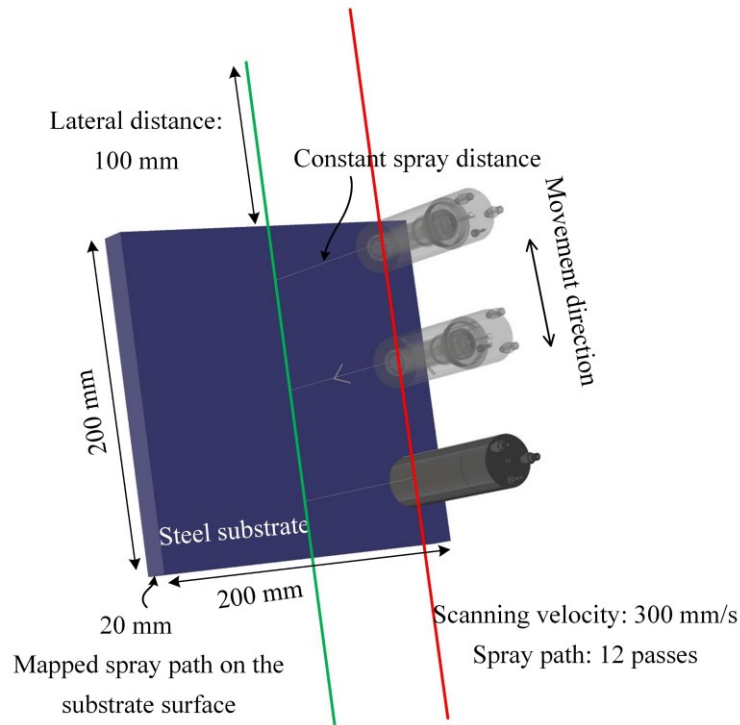 Lateral distance:
100 mm
Constant spray distance
Movement direction
200 mm
Steel substrate
200 mm
20 mm
Mapped spray path on the
substrate surface
Scanning velocity: 300 mm/s
Spray path: 12 passes